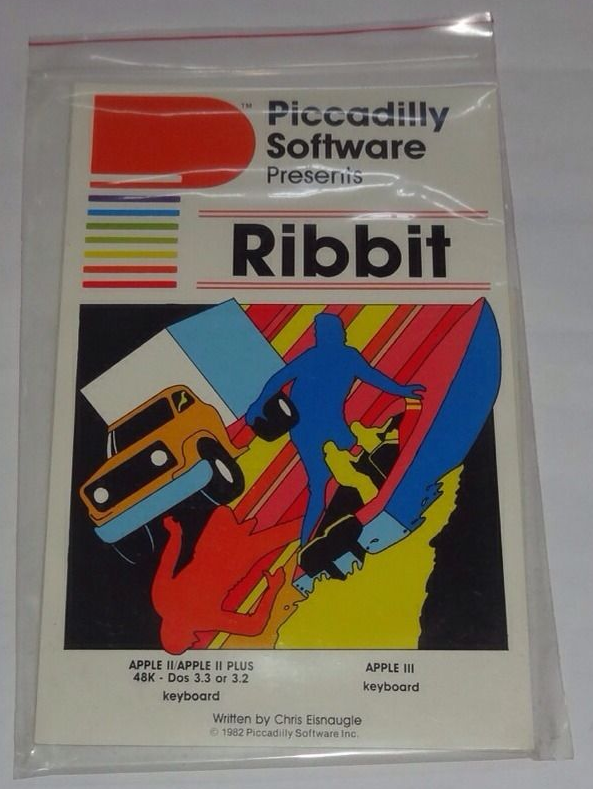 ™
Piccadilly
Software
Presents
Ribbit
APPLE II/APPLE II PLUS
48K - Dos 3.3 or 3.2
keyboard
APPLE III
keyboard
Written by Chris Eisnaugle
© 1982 Piccadilly Software Inc.